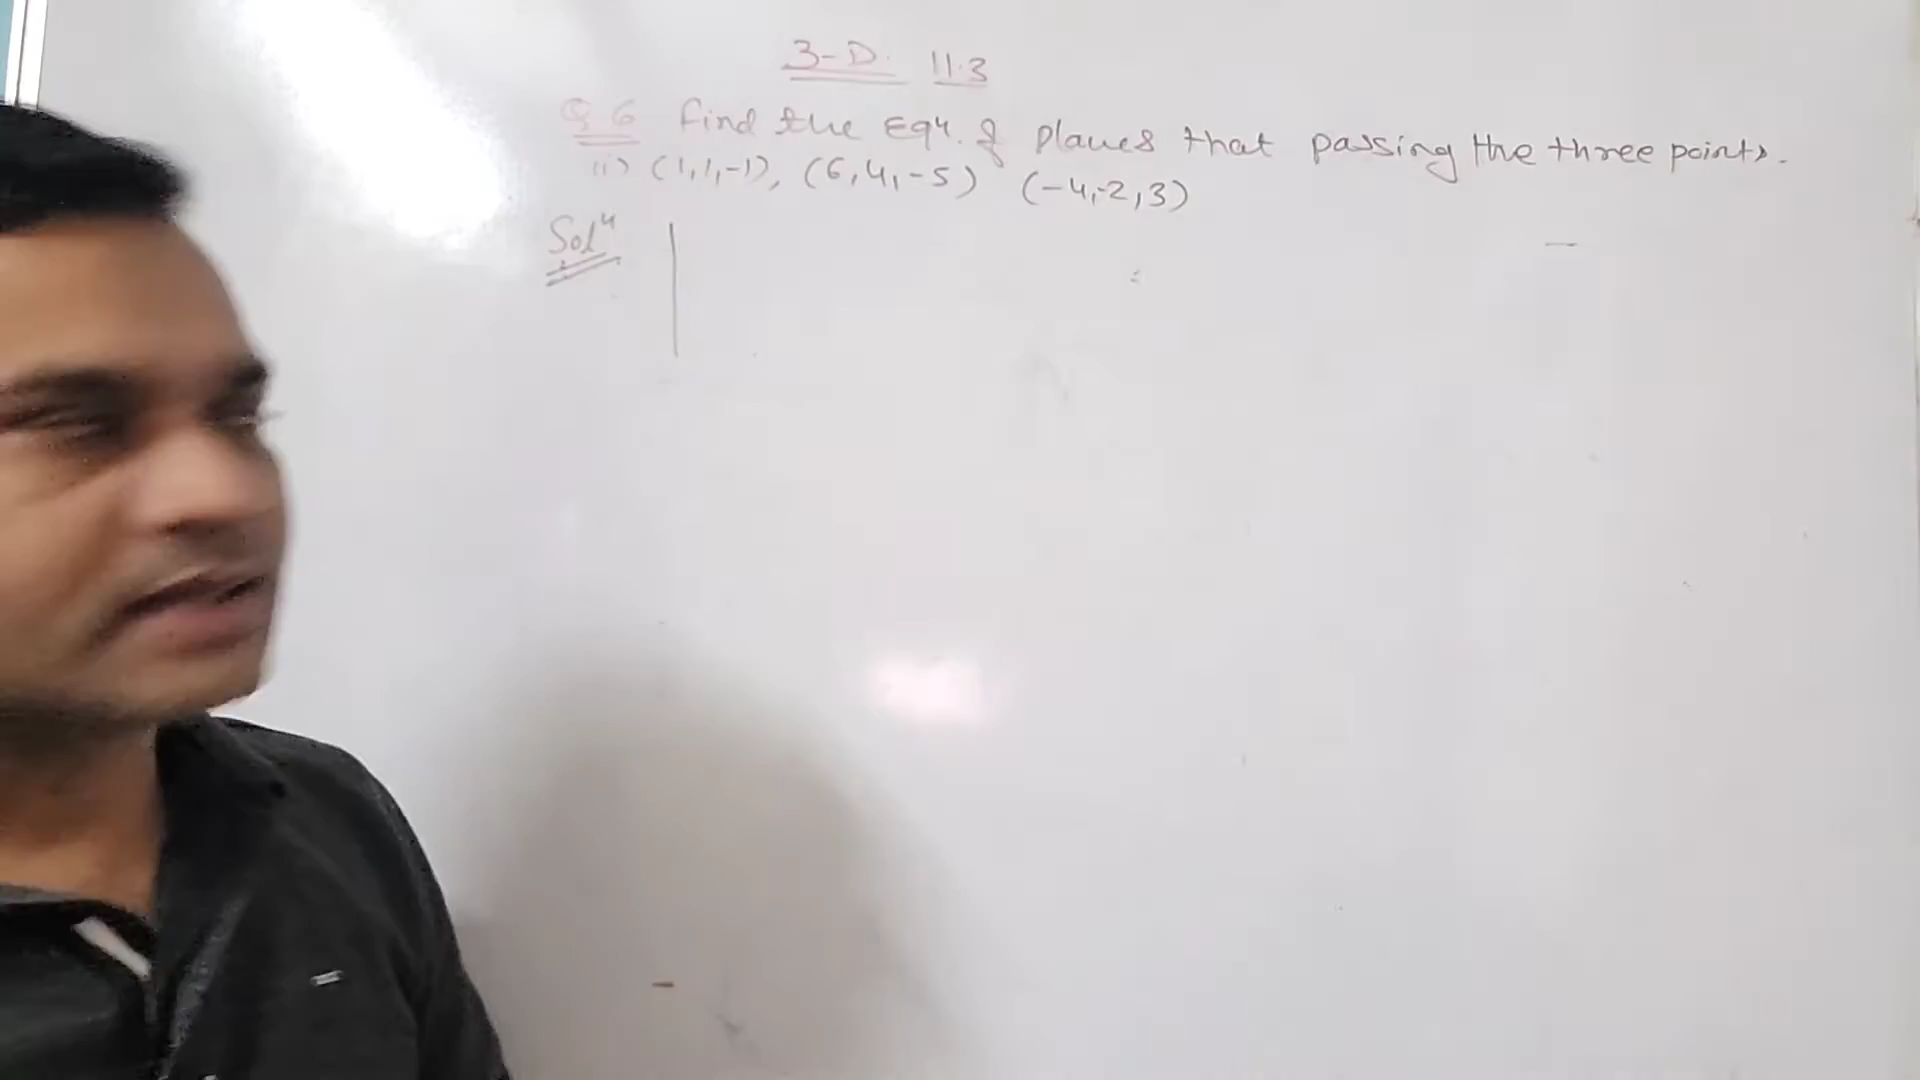 3-D. 11.3
Q.6 find the Eqn. of Planes that passing the three points.
(i) (1,1,-1), (6,4,-5) (-4,-2,3)
Soln